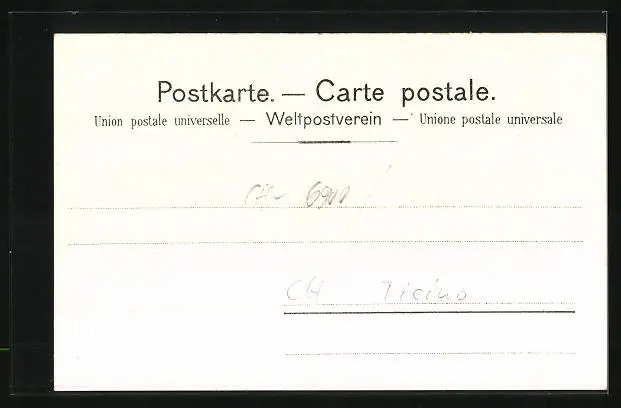 Postkarte. — Carte postale.
Union postale universelle — Weltpostverein — Unione postale universale
CH - 6900
CH Ticino